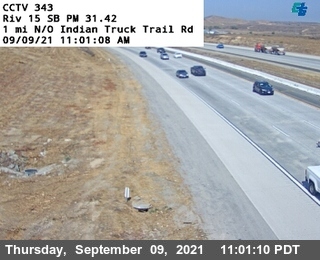 CCTV 343
Riv 15 SB PM 31.42
1 mi N/O Indian Truck Trail Rd
09/09/21 11:01:08 AM
Thursday, September 09, 2021 11:01:10 PDT